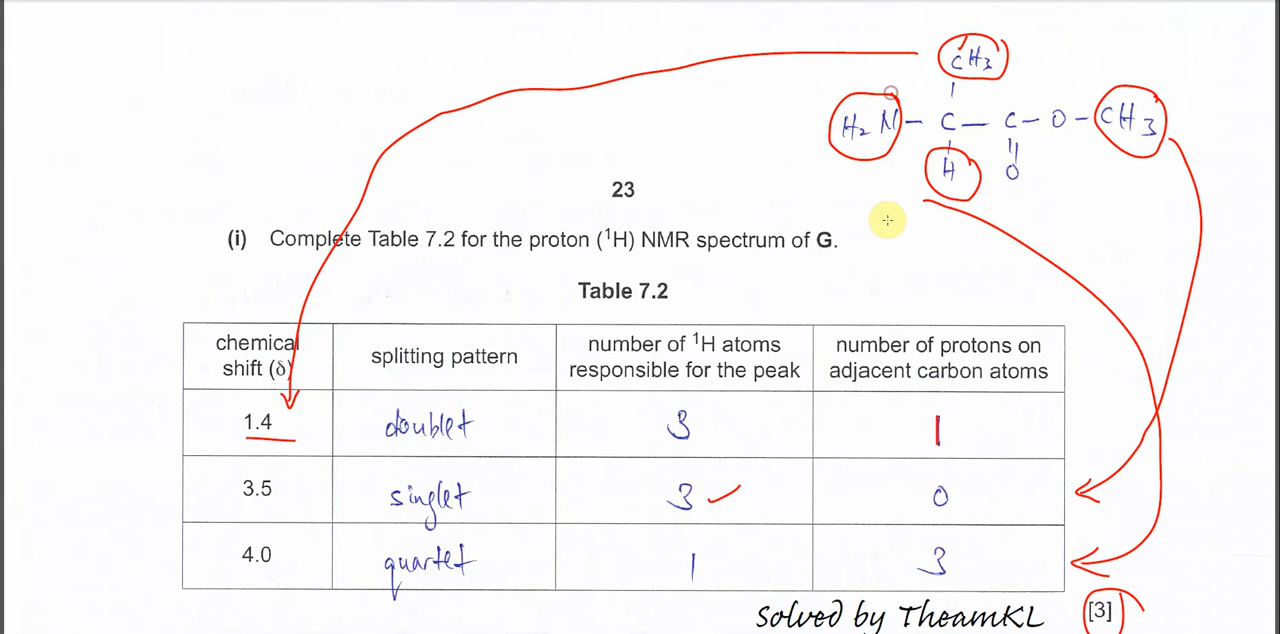 CH3
H2N — C — C — O — CH3
H O
23
(i) Complete Table 7.2 for the proton (¹H) NMR spectrum of G.
Table 7.2
chemical shift (δ) splitting pattern number of ¹H atoms responsible for the peak number of protons on adjacent carbon atoms
1.4 doublet 3 1
3.5 singlet 3 0
4.0 quartet 1 3
Solved by TheamKL [3]